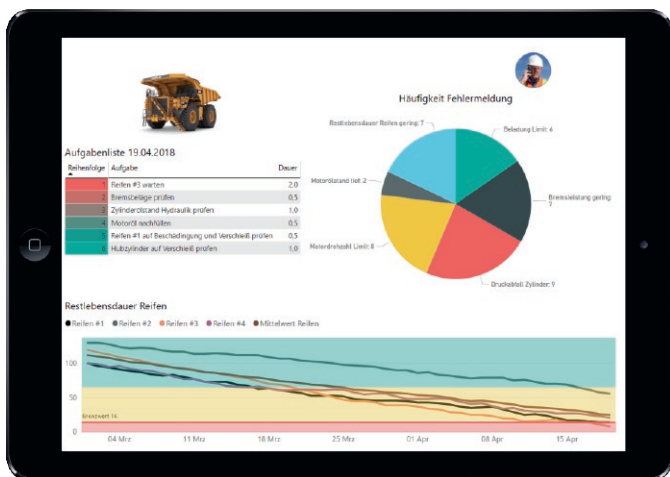 Häufigkeit Fehlermeldung
Restlebensdauer Reifen gering: 7
Beladung Limit: 6
Motorölstand tief: 2
Bremsleistung gering:
7
Motordrehzahl Limit: 8
Druckabfall Zylinder: 9
Aufgabenliste 19.04.2018
Reihenfolge Aufgabe Dauer
1 Reifen #3 warten 2,0
2 Bremsbeläge prüfen 0,5
3 Zylinderölstand Hydraulik prüfen 1,0
4 Motoröl nachfüllen 0,5
5 Reifen #1 auf Beschädingung und Verschleiß prüfen 0,5
6 Hubzylinder auf Verschleiß prüfen 1,0
Restlebensdauer Reifen
Reifen #1 Reifen #2 Reifen #3 Reifen #4 Mittelwert Reifen
100
50
Grenzwert 14
0
04 Mrz 11 Mrz 18 Mrz 25 Mrz 01 Apr 08 Apr 15 Apr